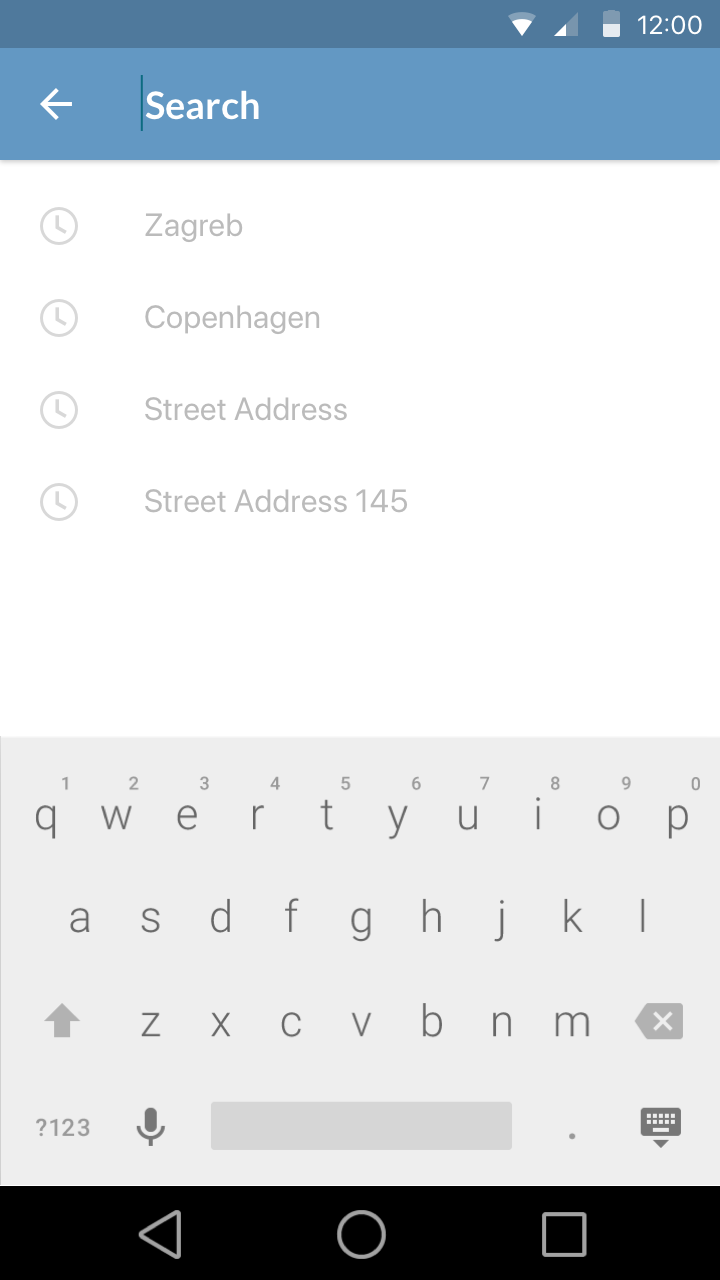 12:00
Search
Zagreb
Copenhagen
Street Address
Street Address 145
1 2 3 4 5 6 7 8 9 0
q w e r t y u i o p
a s d f g h j k l
z x c v b n m
?123 .